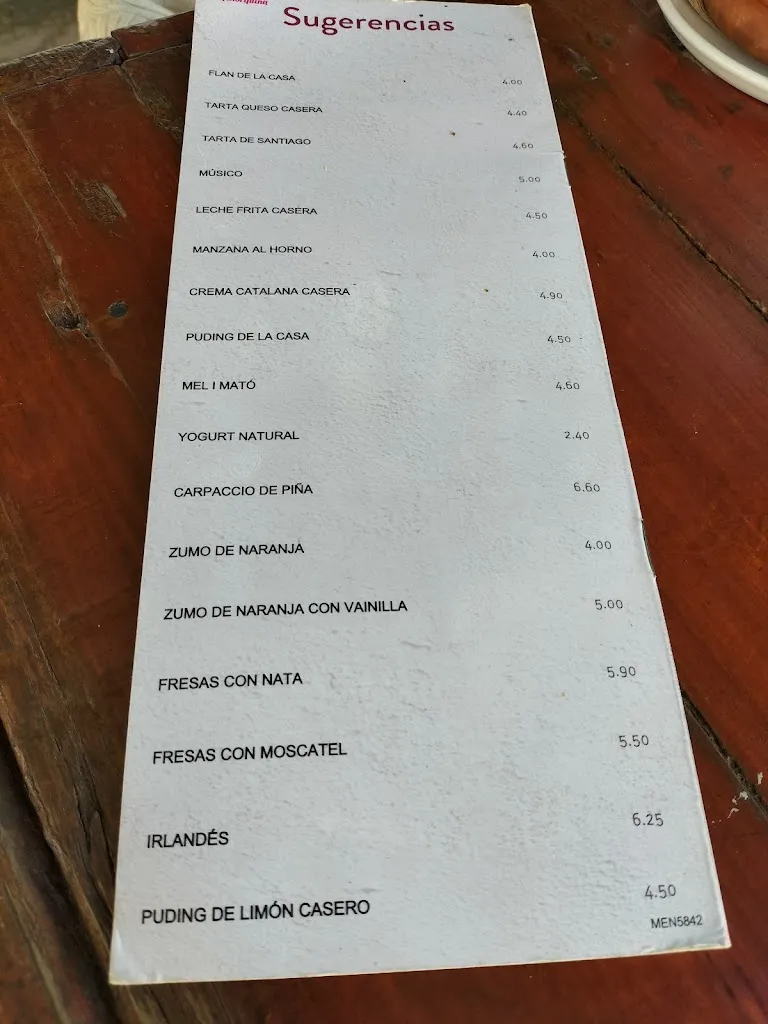 Sugerencias
FLAN DE LA CASA 4.00
TARTA QUESO CASERA 4.40
TARTA DE SANTIAGO 4.60
MÚSICO 5.00
LECHE FRITA CASERA 4.50
MANZANA AL HORNO 4.00
CREMA CATALANA CASERA 4.90
PUDING DE LA CASA 4.50
MEL I MATÓ 4.60
YOGURT NATURAL 2.40
CARPACCIO DE PIÑA 6.60
ZUMO DE NARANJA 4.00
ZUMO DE NARANJA CON VAINILLA 5.00
FRESAS CON NATA 5.90
FRESAS CON MOSCATEL 5.50
IRLANDÉS 6.25
PUDING DE LIMÓN CASERO 4.50
MEN5842